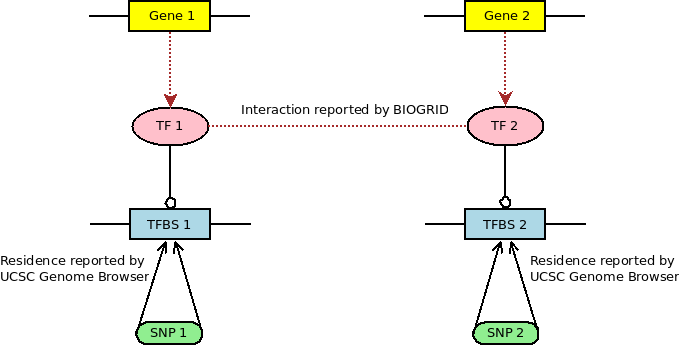 Gene 1
Gene 2
Interaction reported by BIOGRID
TF 1
TF 2
TFBS 1
TFBS 2
Residence reported by
UCSC Genome Browser
Residence reported by
UCSC Genome Browser
SNP 1
SNP 2